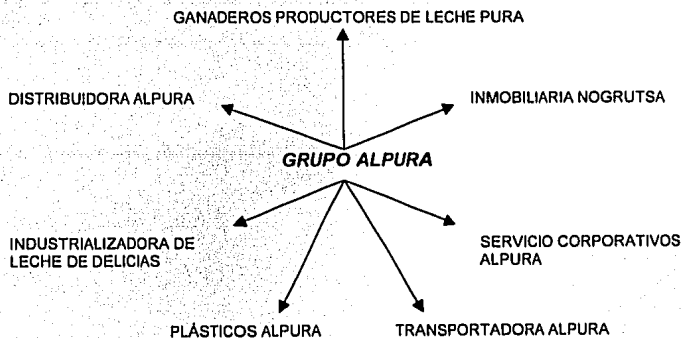 GANADEROS PRODUCTORES DE LECHE PURA
DISTRIBUIDORA ALPURA
INMOBILIARIA NOGRUTSA
GRUPO ALPURA
INDUSTRIALIZADORA DE
LECHE DE DELICIAS
SERVICIO CORPORATIVOS
ALPURA
PLÁSTICOS ALPURA
TRANSPORTADORA ALPURA